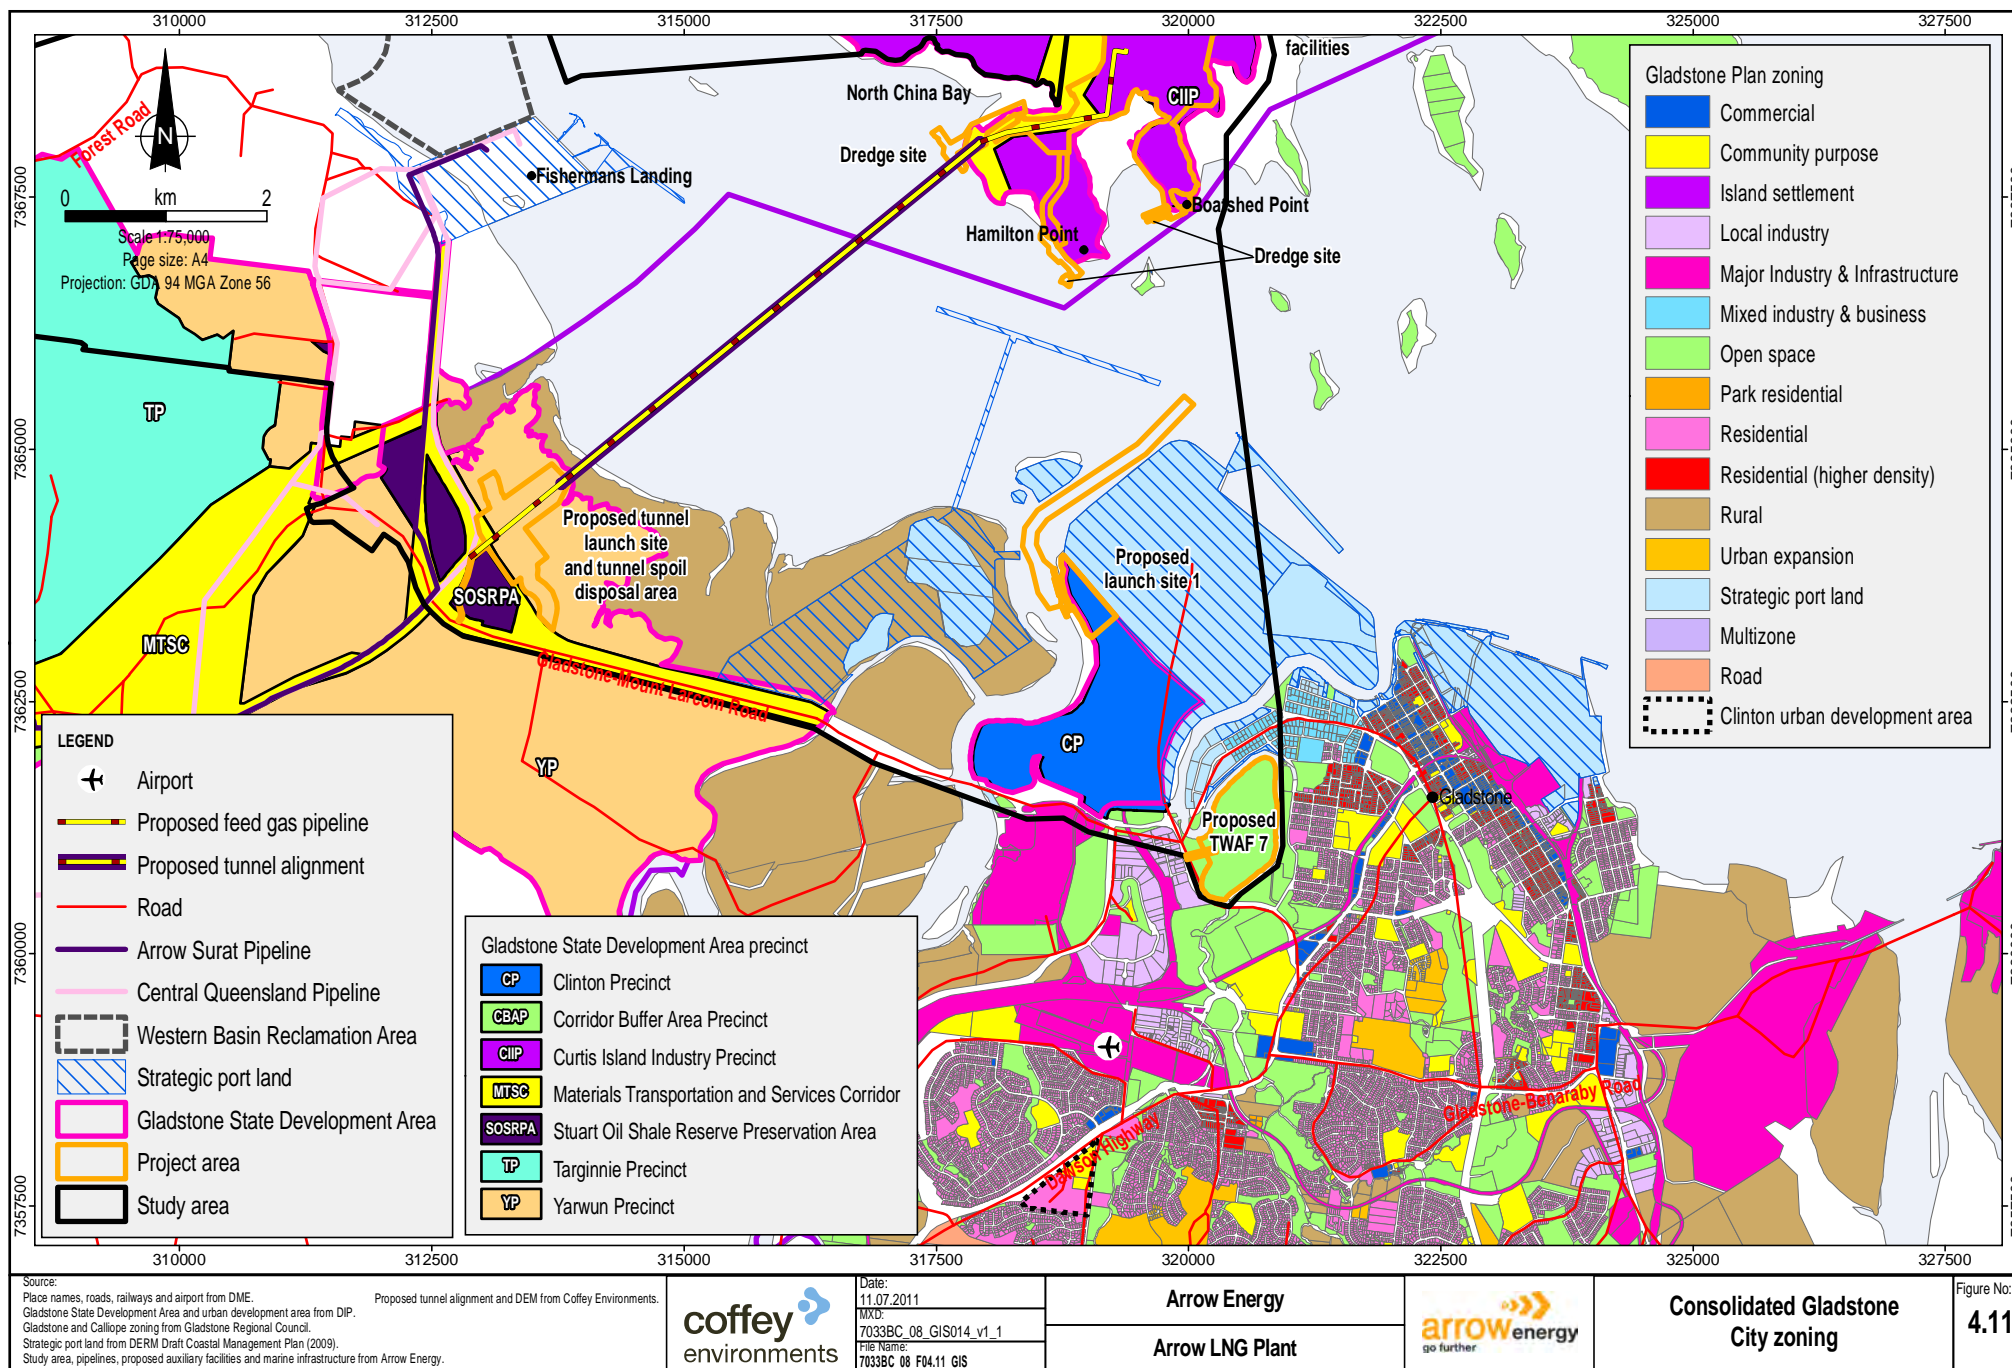 310000
312500
315000
317500
320000
322500
325000
327500
facilities
North China Bay
CIIP
Forest Road
N
Dredge site
Fishermans Landing
0 km 2
Scale 1:75,000
Page size: A4
Projection: GDA 94 MGA Zone 56
Boatshed Point
Hamilton Point
Dredge site
7367500
7365000
7362500
7360000
7357500
TP
Proposed tunnel
launch site
and tunnel spoil
disposal area
Proposed
launch site 1
SOSRPA
MTSC
Gladstone-Mount Larcom Road
YP
CP
Gladstone
Proposed
TWAF 7
Gladstone-Benaraby Road
Dawson Highway
Gladstone Plan zoning
Commercial
Community purpose
Island settlement
Local industry
Major Industry & Infrastructure
Mixed industry & business
Open space
Park residential
Residential
Residential (higher density)
Rural
Urban expansion
Strategic port land
Multizone
Road
Clinton urban development area
LEGEND
Airport
Proposed feed gas pipeline
Proposed tunnel alignment
Road
Arrow Surat Pipeline
Central Queensland Pipeline
Western Basin Reclamation Area
Strategic port land
Gladstone State Development Area
Project area
Study area
Gladstone State Development Area precinct
CP Clinton Precinct
CBAP Corridor Buffer Area Precinct
CIIP Curtis Island Industry Precinct
MTSC Materials Transportation and Services Corridor
SOSRPA Stuart Oil Shale Reserve Preservation Area
TP Targinnie Precinct
YP Yarwun Precinct
310000
312500
315000
317500
320000
322500
325000
327500
Source:
Place names, roads, railways and airport from DME.
Gladstone State Development Area and urban development area from DIP.
Gladstone and Calliope zoning from Gladstone Regional Council.
Strategic port land from DERM Draft Coastal Management Plan (2009).
Study area, pipelines, proposed auxiliary facilities and marine infrastructure from Arrow Energy.
Proposed tunnel alignment and DEM from Coffey Environments.
coffey
environments
Date:
11.07.2011
MXD:
7033BC_08_GIS014_v1_1
File Name:
7033BC_08_F04.11_GIS
Arrow Energy
Arrow LNG Plant
arrowenergy
go further
Consolidated Gladstone
City zoning
Figure No:
4.11